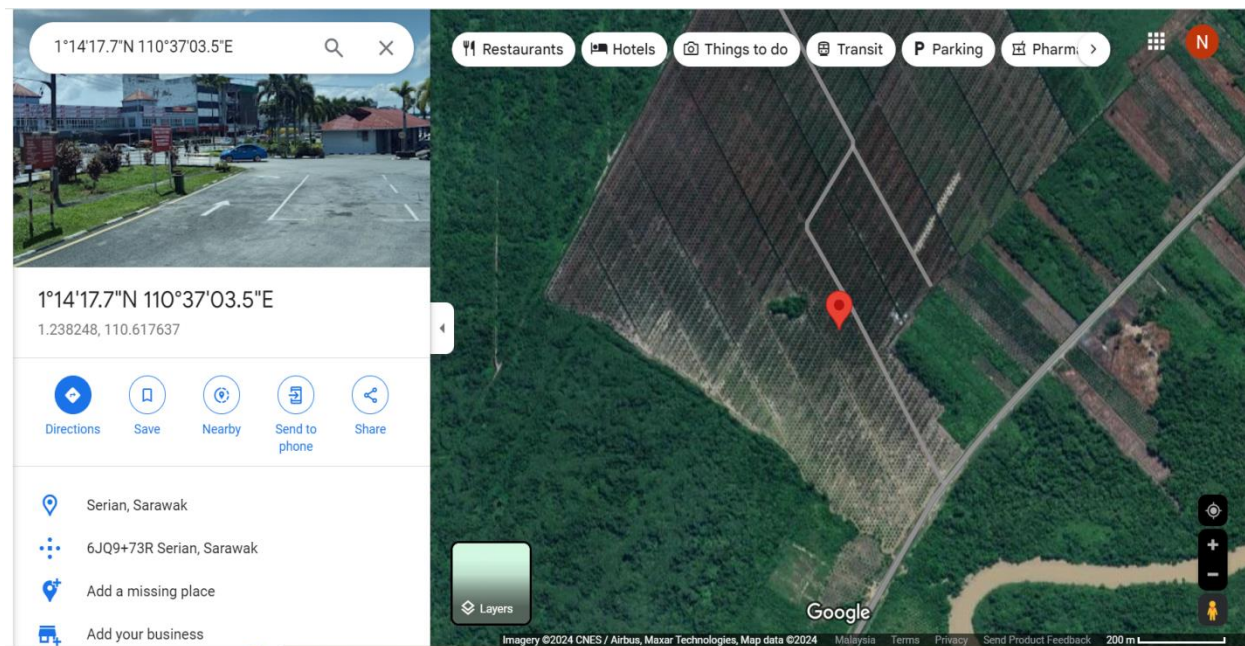 1°14'17.7"N 110°37'03.5"E
Restaurants
Hotels
Things to do
Transit
P Parking
Pharm
N
1°14'17.7"N 110°37'03.5"E
1.238248, 110.617637
Directions
Save
Nearby
Send to
phone
Share
Serian, Sarawak
6JQ9+73R Serian, Sarawak
Add a missing place
Add your business
Layers
Google
Imagery ©2024 CNES / Airbus, Maxar Technologies, Map data ©2024
Malaysia
Terms
Privacy
Send Product Feedback
200 m